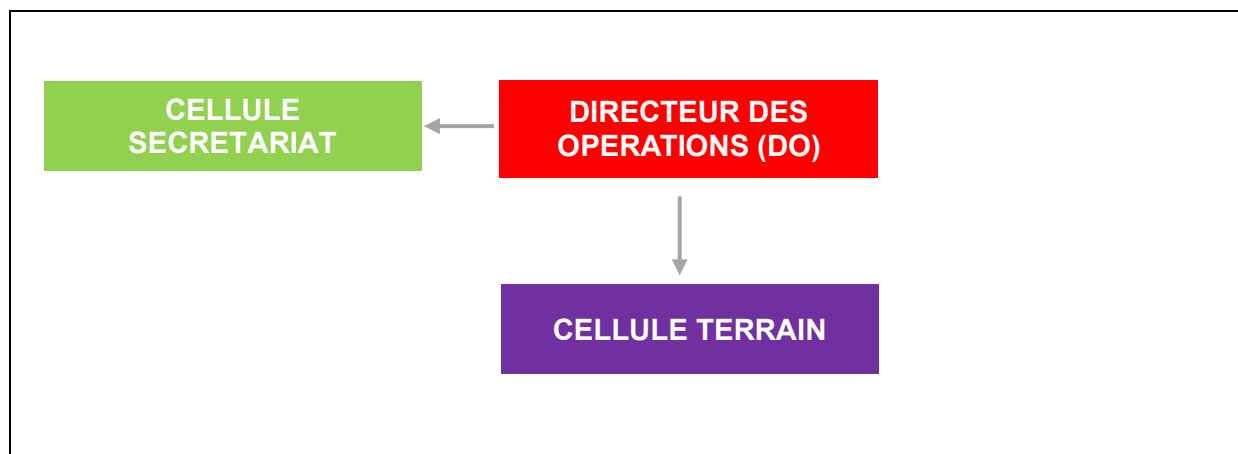 CELLULE
SECRETARIAT
DIRECTEUR DES
OPERATIONS (DO)
CELLULE TERRAIN